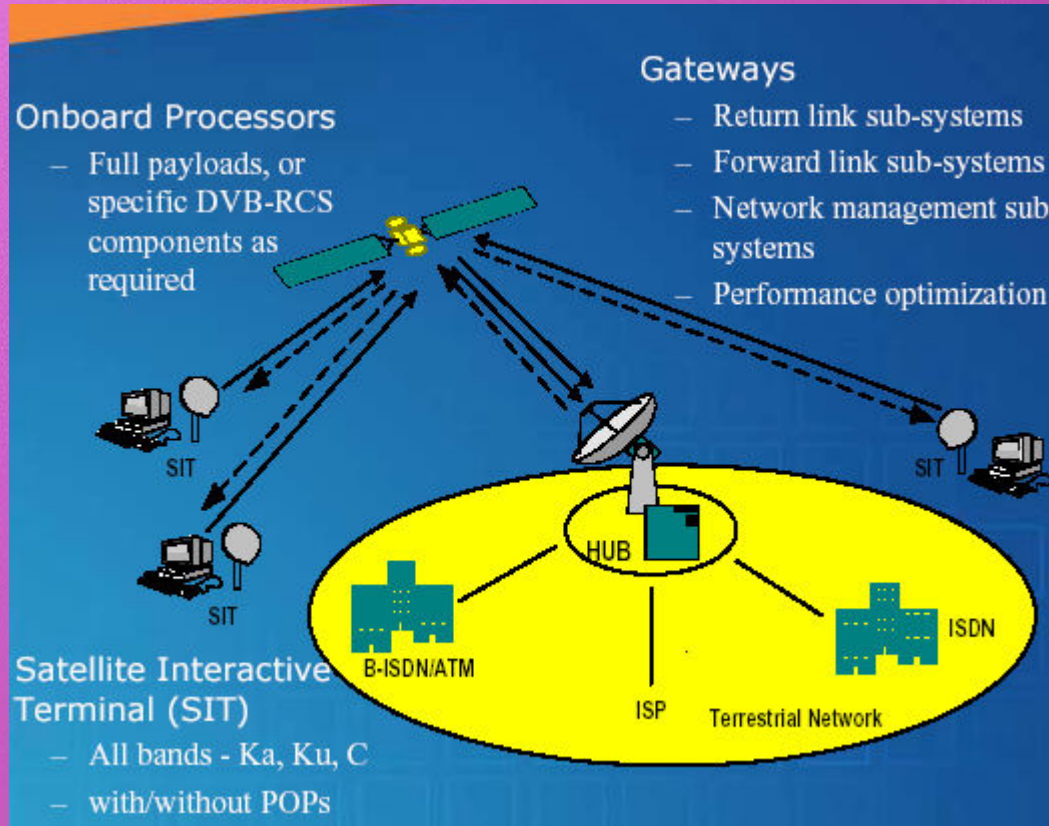 Onboard Processors
– Full payloads, or
specific DVB-RCS
components as
required
Gateways
– Return link sub-systems
– Forward link sub-systems
– Network management sub
systems
– Performance optimization
SIT
SIT
SIT
HUB
B-ISDN/ATM
ISP
ISDN
Terrestrial Network
Satellite Interactive
Terminal (SIT)
– All bands - Ka, Ku, C
– with/without POPs